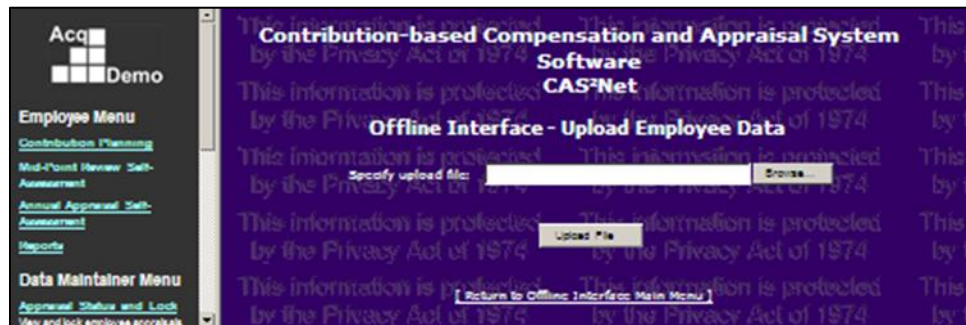 Acq
Demo
Employee Menu
Contribution Planning
Mid-Point Review Self-
Assessment
Annual Appraisal Self-
Assessment
Reports
Data Maintainer Menu
Appraisal Status and Lock
View and lock employee appraisals
Contribution-based Compensation and Appraisal System
Software
CAS²Net
Offline Interface - Upload Employee Data
Specify upload file:
Browse...
Upload File
[ Return to Offline Interface Main Menu ]
This information is protected
by the Privacy Act of 1974